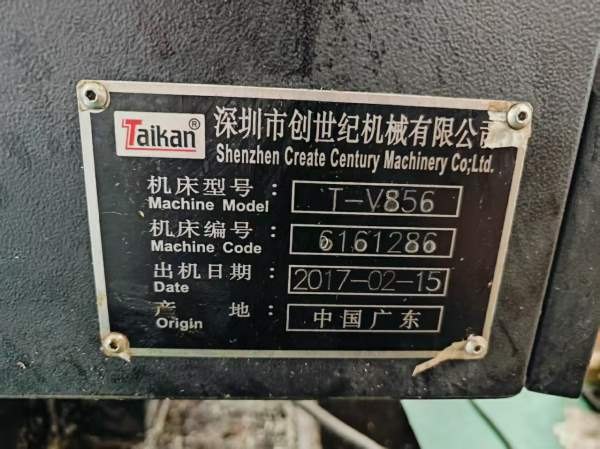 Taikan®
深圳市创世纪机械有限公司
Shenzhen Create Century Machinery Co;Ltd.
机床型号： T-V856
Machine Model
机床编号： 6161286
Machine Code
出机日期： 2017-02-15
Date
产 地： 中国广东
Origin